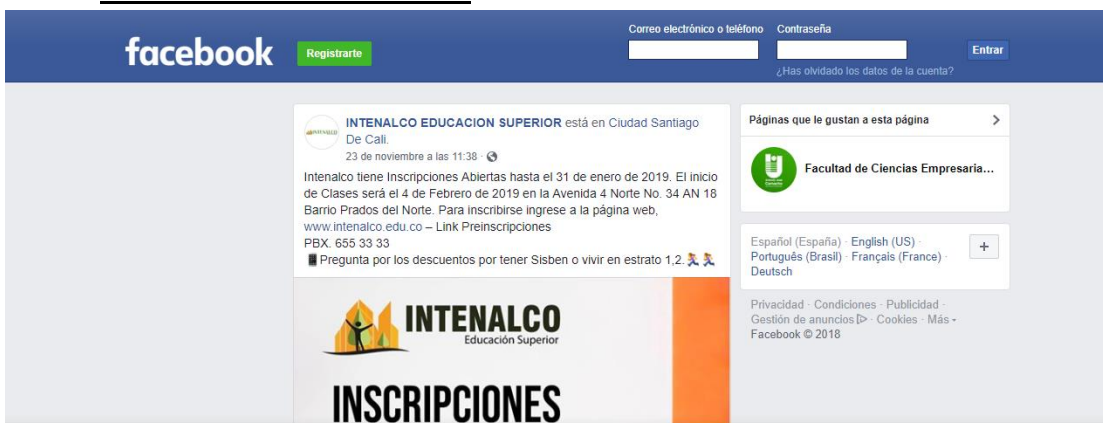 facebook
Registrarte
Correo electrónico o teléfono
Contraseña
Entrar
¿Has olvidado los datos de la cuenta?
INTENALCO EDUCACION SUPERIOR está en Ciudad Santiago
De Cali.
23 de noviembre a las 11:38 ·
Intenalco tiene Inscripciones Abiertas hasta el 31 de enero de 2019. El inicio
de Clases será el 4 de Febrero de 2019 en la Avenida 4 Norte No. 34 AN 18
Barrio Prados del Norte. Para inscribirse ingrese a la página web,
www.intenalco.edu.co – Link Preinscripciones
PBX. 655 33 33
Pregunta por los descuentos por tener Sisben o vivir en estrato 1,2.
INTENALCO
Educación Superior
INSCRIPCIONES
Páginas que le gustan a esta página
Facultad de Ciencias Empresaria...
Español (España) · English (US) ·
Português (Brasil) · Français (France) ·
Deutsch
Privacidad · Condiciones · Publicidad ·
Gestión de anuncios · Cookies · Más
Facebook © 2018